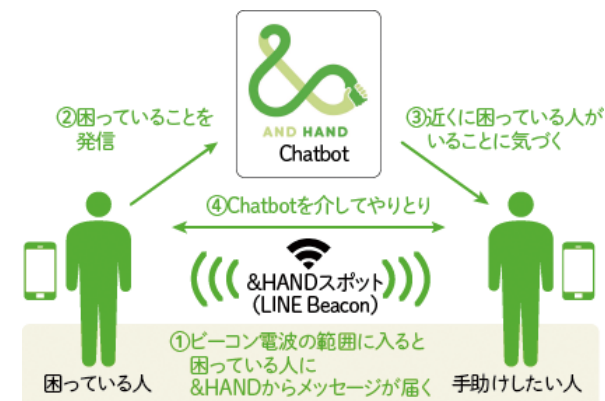 AND HAND
Chatbot
②困っていることを
発信
③近くに困っている人が
いることに気づく
④Chatbotを介してやりとり
&HANDスポット
(LINE Beacon)
①ビーコン電波の範囲に入ると
困っている人に
&HANDからメッセージが届く
困っている人
手助けしたい人